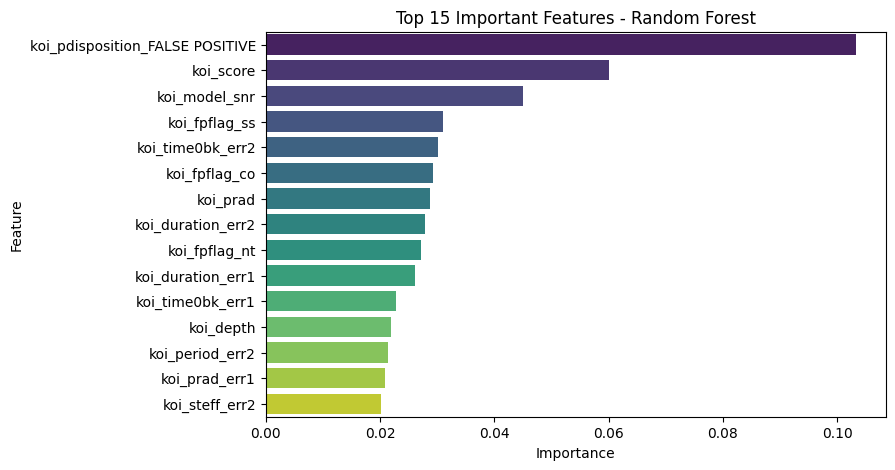 Top 15 Important Features - Random Forest
koi_pdisposition_FALSE POSITIVE
koi_score
koi_model_snr
koi_fpflag_ss
koi_time0bk_err2
koi_fpflag_co
koi_prad
koi_duration_err2
koi_fpflag_nt
koi_duration_err1
koi_time0bk_err1
koi_depth
koi_period_err2
koi_prad_err1
koi_steff_err2
Feature
0.00 0.02 0.04 0.06 0.08 0.10
Importance